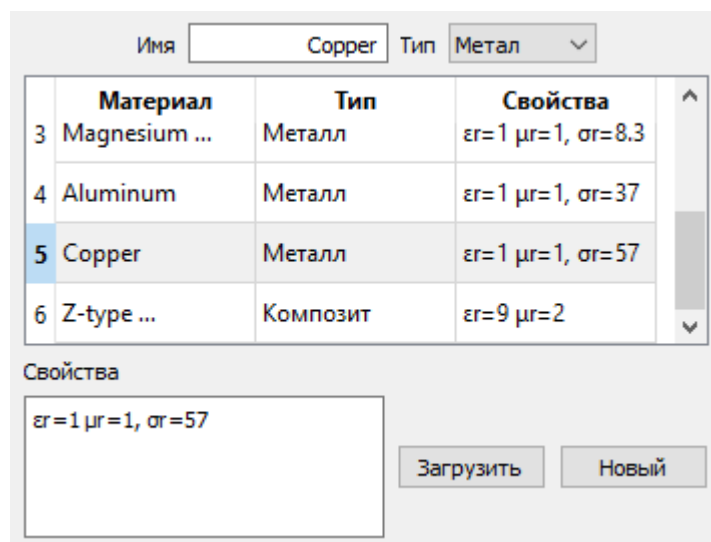 Имя Copper Тип Метал
Материал Тип Свойства
3 Magnesium ... Металл εr=1 μr=1, σr=8.3
4 Aluminum Металл εr=1 μr=1, σr=37
5 Copper Металл εr=1 μr=1, σr=57
6 Z-type ... Композит εr=9 μr=2
Свойства
εr=1 μr=1, σr=57
Загрузить Новый